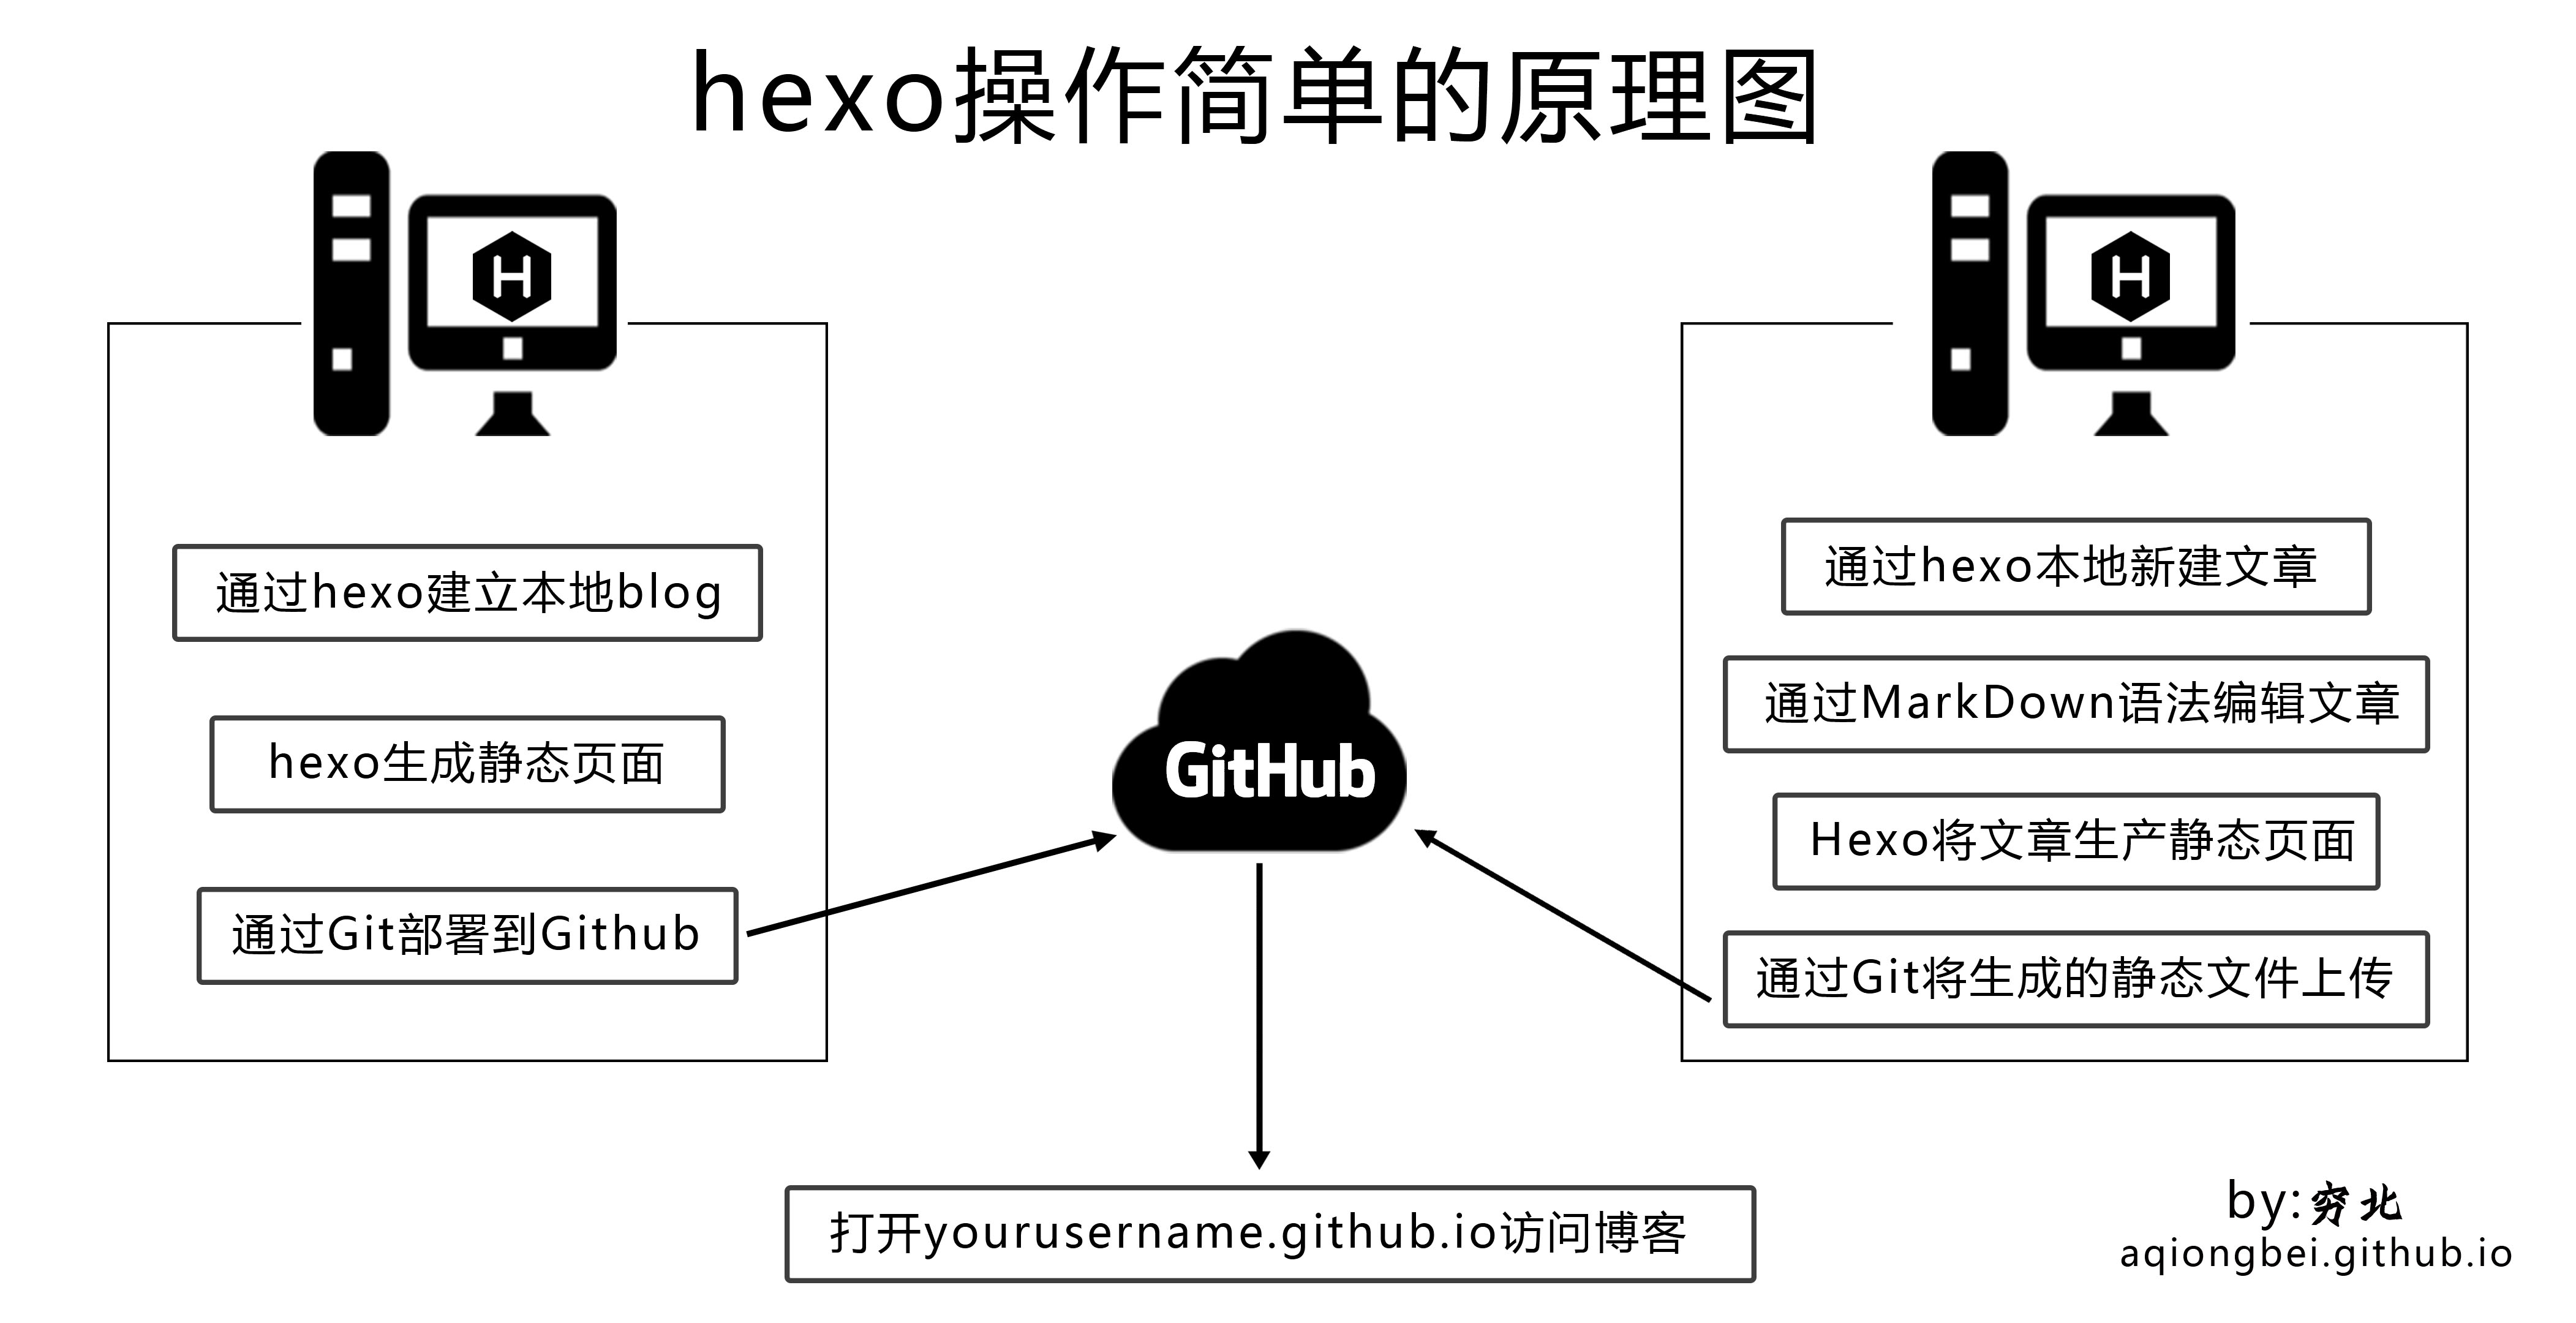 hexo操作简单的原理图
H
H
通过hexo建立本地blog
hexo生成静态页面
通过Git部署到Github
GitHub
通过hexo本地新建文章
通过MarkDown语法编辑文章
Hexo将文章生产静态页面
通过Git将生成的静态文件上传
打开yourusername.github.io访问博客
by:穷北
aqiongbei.github.io